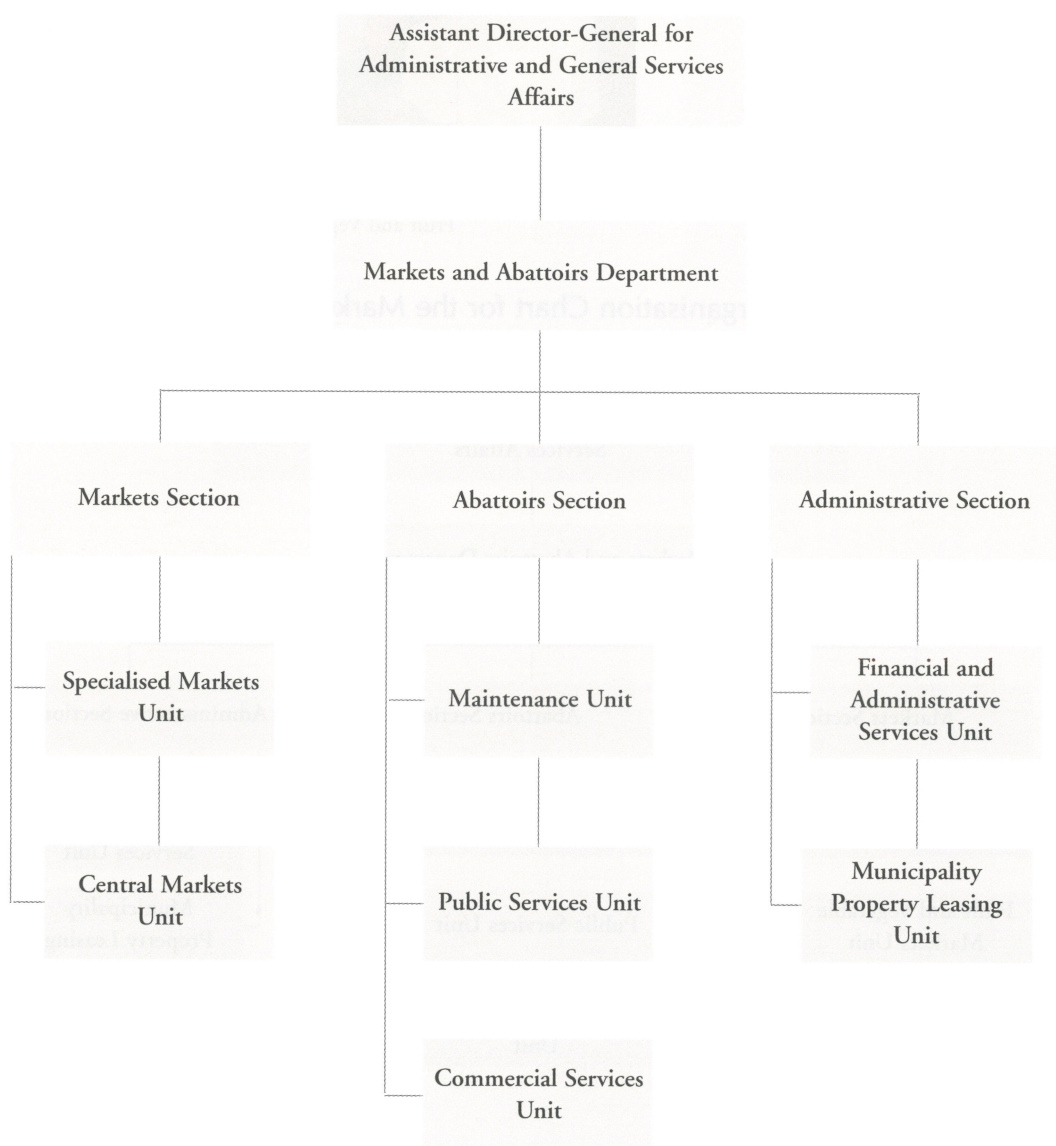 Assistant Director-General for
Administrative and General Services
Affairs
Markets and Abattoirs Department
Markets Section
Abattoirs Section
Administrative Section
Specialised Markets
Unit
Maintenance Unit
Financial and
Administrative
Services Unit
Central Markets
Unit
Public Services Unit
Municipality
Property Leasing
Unit
Commercial Services
Unit